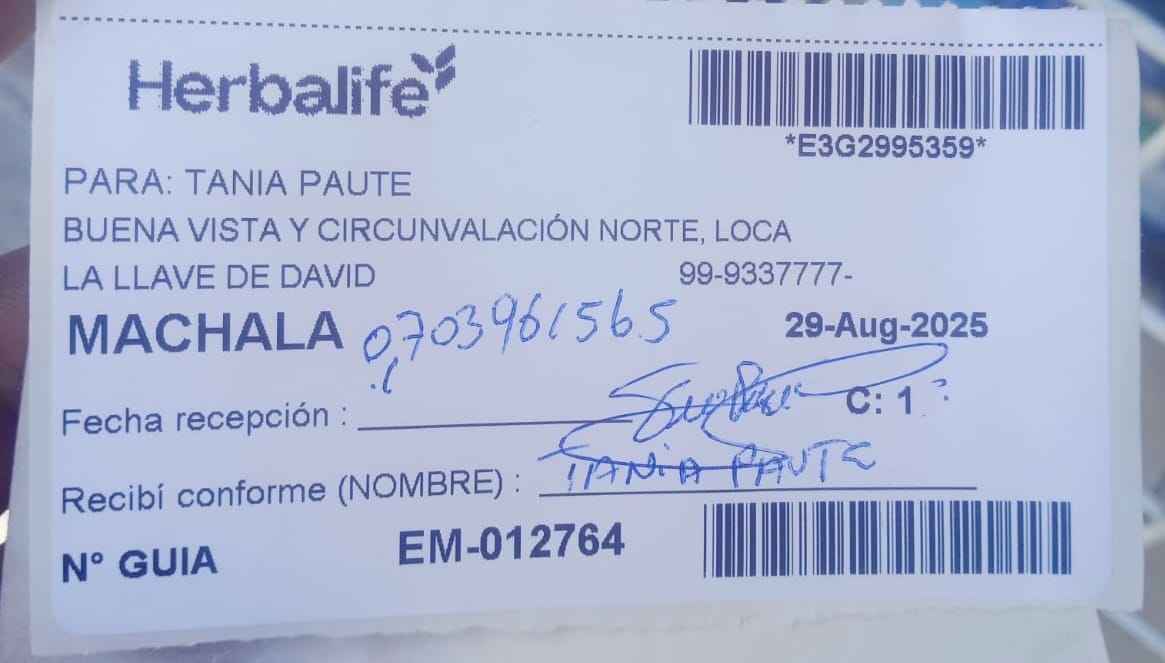 Herbalife
*E3G2995359*
PARA: TANIA PAUTE
BUENA VISTA Y CIRCUNVALACIÓN NORTE, LOCA
LA LLAVE DE DAVID 99-9337777-
MACHALA 0703961565 29-Aug-2025
Fecha recepción : C: 1
Recibí conforme (NOMBRE) : TANIA PAUTE
N° GUIA EM-012764